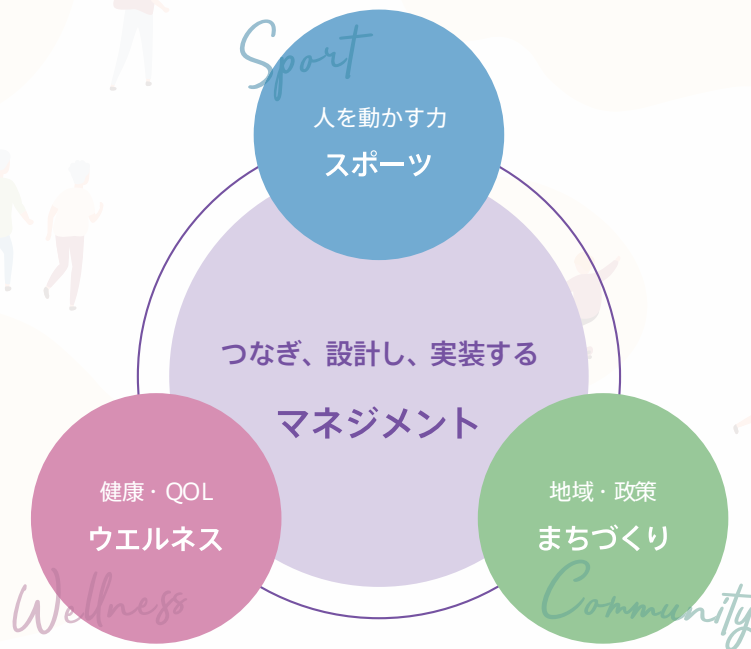 Sport
人を動かす力
スポーツ
つなぎ、設計し、実装する
マネジメント
健康・QOL
ウエルネス
Wellness
地域・政策
まちづくり
Community